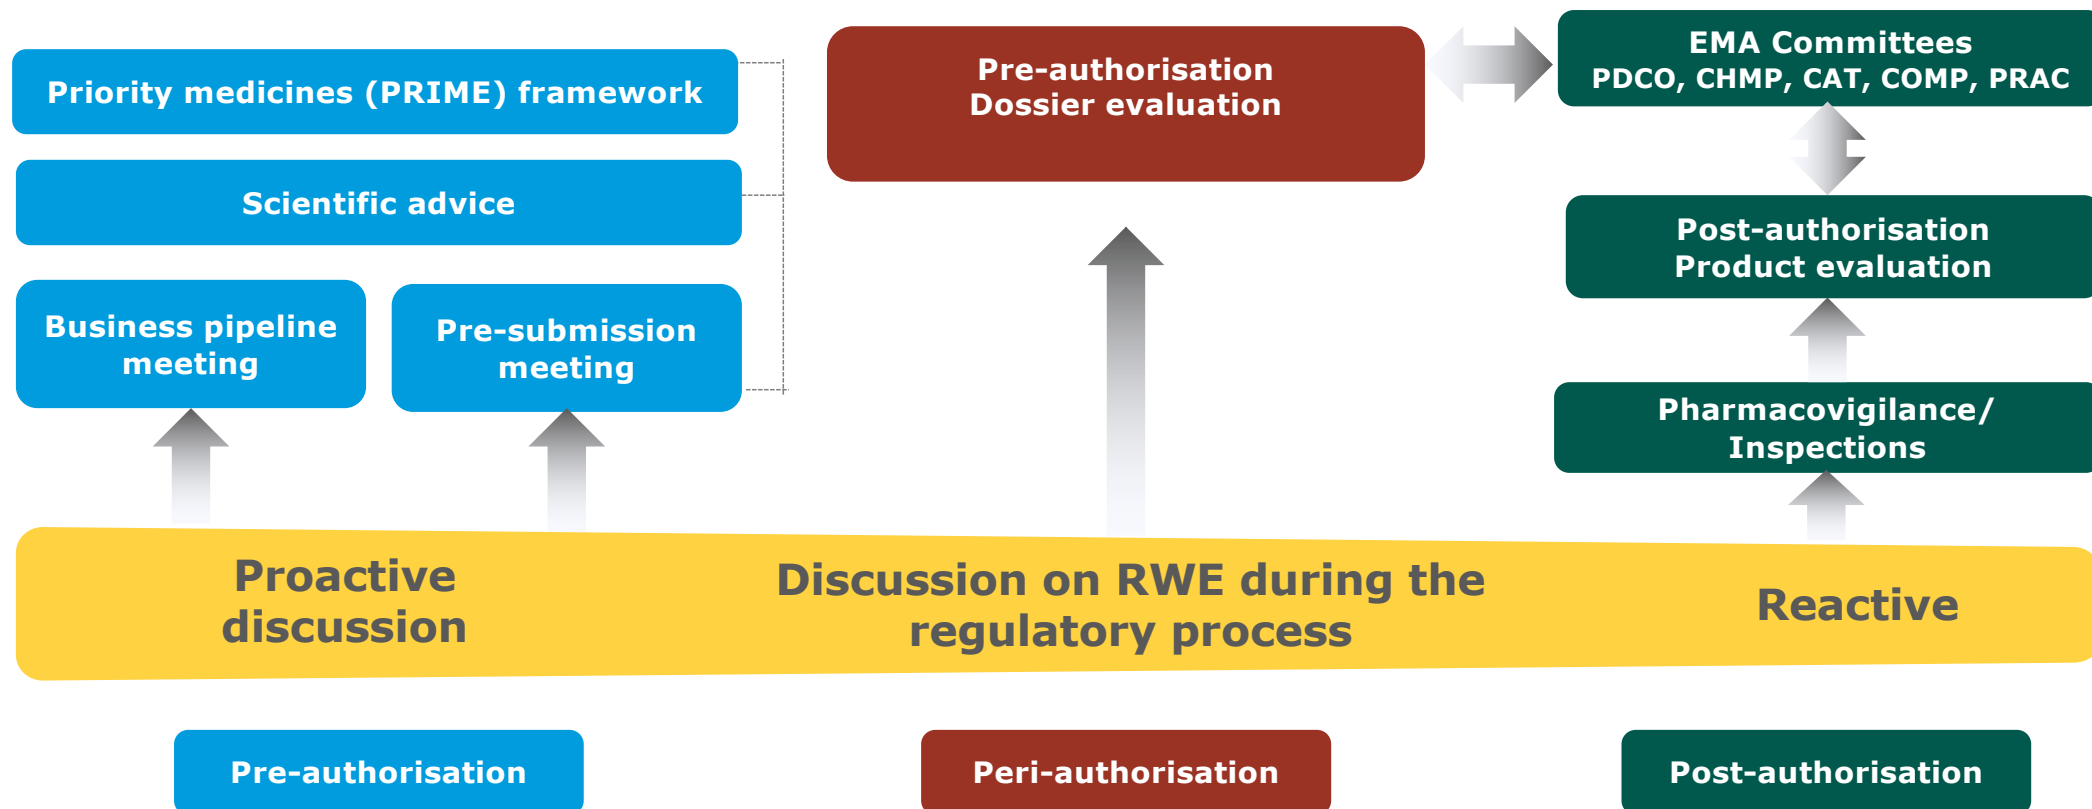 Priority medicines (PRIME) framework
Scientific advice
Business pipeline
meeting
Pre-submission
meeting
Pre-authorisation
Dossier evaluation
EMA Committees
PDCO, CHMP, CAT, COMP, PRAC
Post-authorisation
Product evaluation
Pharmacovigilance/
Inspections
Proactive
discussion
Discussion on RWE during the
regulatory process
Reactive
Pre-authorisation
Peri-authorisation
Post-authorisation